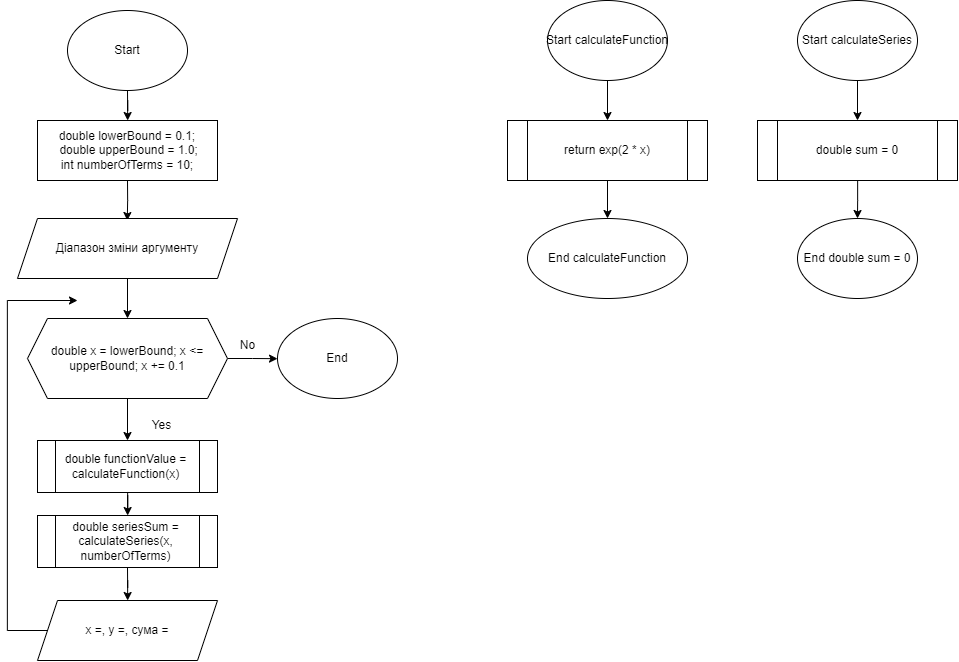 Start
double lowerBound = 0.1;
double upperBound = 1.0;
int numberOfTerms = 10;
Діапазон зміни аргументу
double x = lowerBound; x <=
upperBound; x += 0.1
No
End
Yes
double functionValue =
calculateFunction(x)
double seriesSum =
calculateSeries(x,
numberOfTerms)
x =, y =, сума =
Start calculateFunction
return exp(2 * x)
End calculateFunction
Start calculateSeries
double sum = 0
End double sum = 0